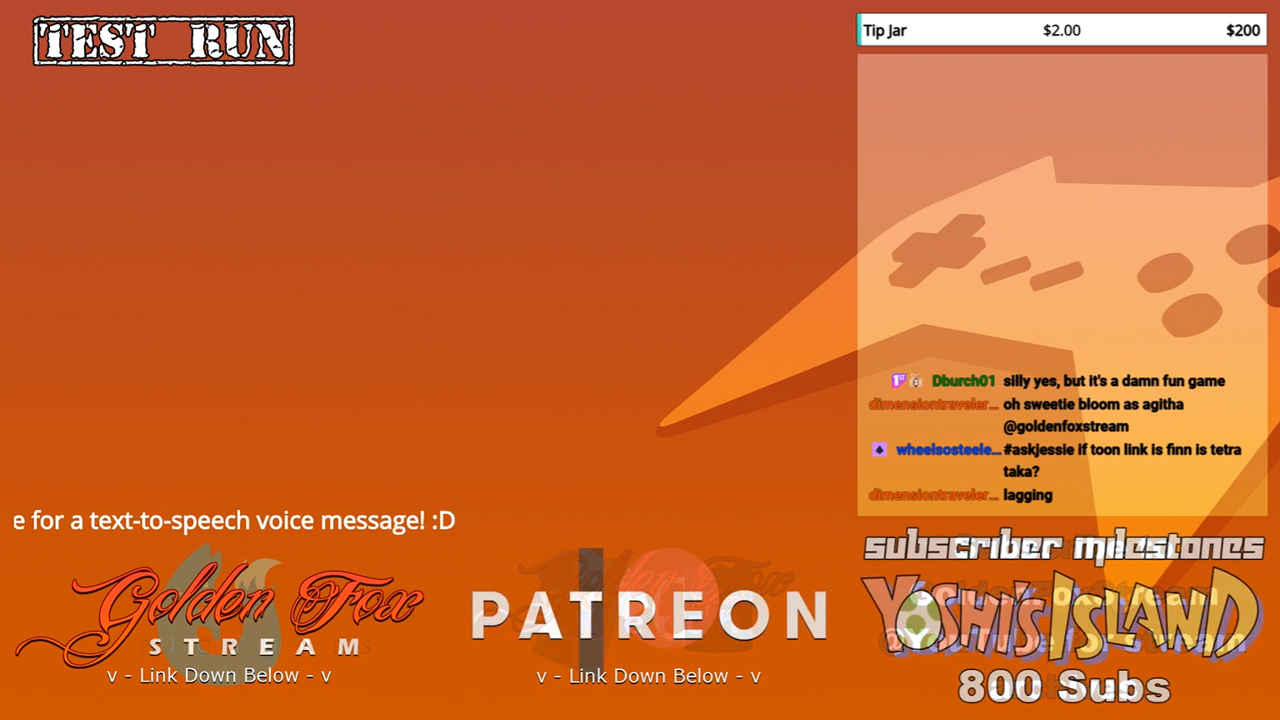 TEST RUN
Tip Jar $2.00 $200
Dburch01 silly yes, but it's a damn fun game
dimensiontraveler... oh sweetie bloom as agitha
@goldenfoxstream
wheelsosteele... #askjessie if toon link is finn is tetra
taka?
dimensiontraveler... lagging
e for a text-to-speech voice message! :D
Golden Fox
STREAM
v - Link Down Below - v
PATREON
v - Link Down Below - v
subscriber milestones
YOSHI'S ISLAND
800 Subs